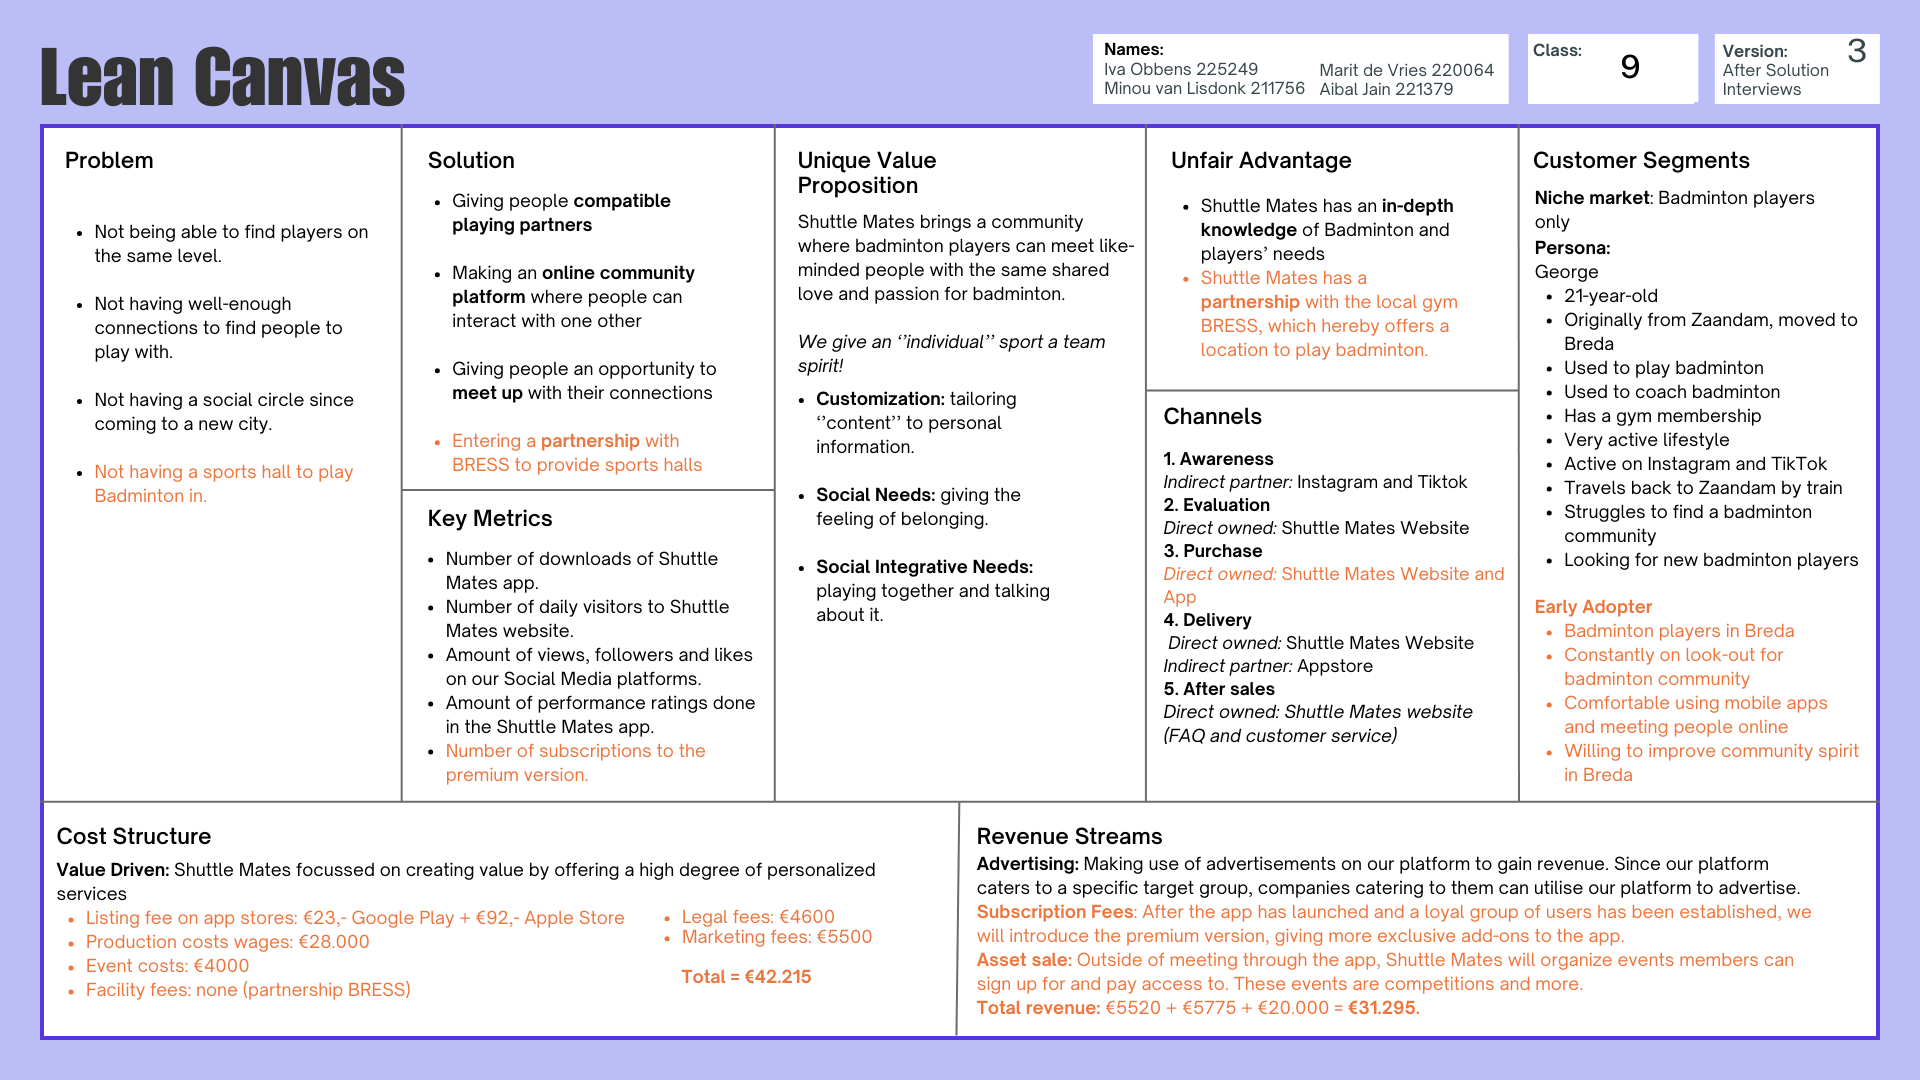 Lean Canvas
Names:
Iva Obbens 225249
Minou van Lisdonk 211756
Marit de Vries 220064
Aibal Jain 221379
Class:
9
Version:
3
After Solution
Interviews
Problem
• Not being able to find players on
the same level.
• Not having well-enough
connections to find people to
play with.
• Not having a social circle since
coming to a new city.
• Not having a sports hall to play
Badminton in.
Solution
• Giving people compatible
playing partners
• Making an online community
platform where people can
interact with one other
• Giving people an opportunity to
meet up with their connections
• Entering a partnership with
BRESS to provide sports halls
Key Metrics
• Number of downloads of Shuttle
Mates app.
• Number of daily visitors to Shuttle
Mates website.
• Amount of views, followers and likes
on our Social Media platforms.
• Amount of performance ratings done
in the Shuttle Mates app.
• Number of subscriptions to the
premium version.
Unique Value
Proposition
Shuttle Mates brings a community
where badminton players can meet like-
minded people with the same shared
love and passion for badminton.
We give an ‘’individual’’ sport a team
spirit!
• Customization: tailoring
‘’content’’ to personal
information.
• Social Needs: giving the
feeling of belonging.
• Social Integrative Needs:
playing together and talking
about it.
Unfair Advantage
• Shuttle Mates has an in-depth
knowledge of Badminton and
players’ needs
• Shuttle Mates has a
partnership with the local gym
BRESS, which hereby offers a
location to play badminton.
Channels
1. Awareness
Indirect partner: Instagram and Tiktok
2. Evaluation
Direct owned: Shuttle Mates Website
3. Purchase
Direct owned: Shuttle Mates Website and
App
4. Delivery
Direct owned: Shuttle Mates Website
Indirect partner: Appstore
5. After sales
Direct owned: Shuttle Mates website
(FAQ and customer service)
Customer Segments
Niche market: Badminton players
only
Persona:
George
• 21-year-old
• Originally from Zaandam, moved to
Breda
• Used to play badminton
• Used to coach badminton
• Has a gym membership
• Very active lifestyle
• Active on Instagram and TikTok
• Travels back to Zaandam by train
• Struggles to find a badminton
community
• Looking for new badminton players
Early Adopter
• Badminton players in Breda
• Constantly on look-out for
badminton community
• Comfortable using mobile apps
and meeting people online
• Willing to improve community spirit
in Breda
Cost Structure
Value Driven: Shuttle Mates focussed on creating value by offering a high degree of personalized
services
• Listing fee on app stores: €23,- Google Play + €92,- Apple Store
• Production costs wages: €28.000
• Event costs: €4000
• Facility fees: none (partnership BRESS)
• Legal fees: €4600
• Marketing fees: €5500
Total = €42.215
Revenue Streams
Advertising: Making use of advertisements on our platform to gain revenue. Since our platform
caters to a specific target group, companies catering to them can utilise our platform to advertise.
Subscription Fees: After the app has launched and a loyal group of users has been established, we
will introduce the premium version, giving more exclusive add-ons to the app.
Asset sale: Outside of meeting through the app, Shuttle Mates will organize events members can
sign up for and pay access to. These events are competitions and more.
Total revenue: €5520 + €5775 + €20.000 = €31.295.